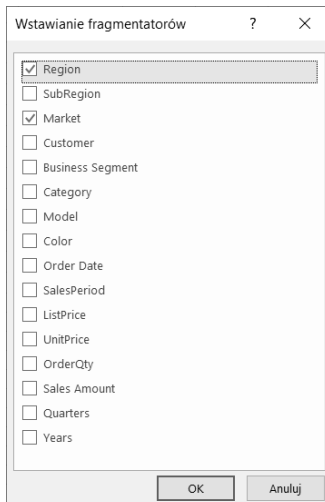 Wstawianie fragmentatorów ? ×
Region
SubRegion
Market
Customer
Business Segment
Category
Model
Color
Order Date
SalesPeriod
ListPrice
UnitPrice
OrderQty
Sales Amount
Quarters
Years
OK Anuluj